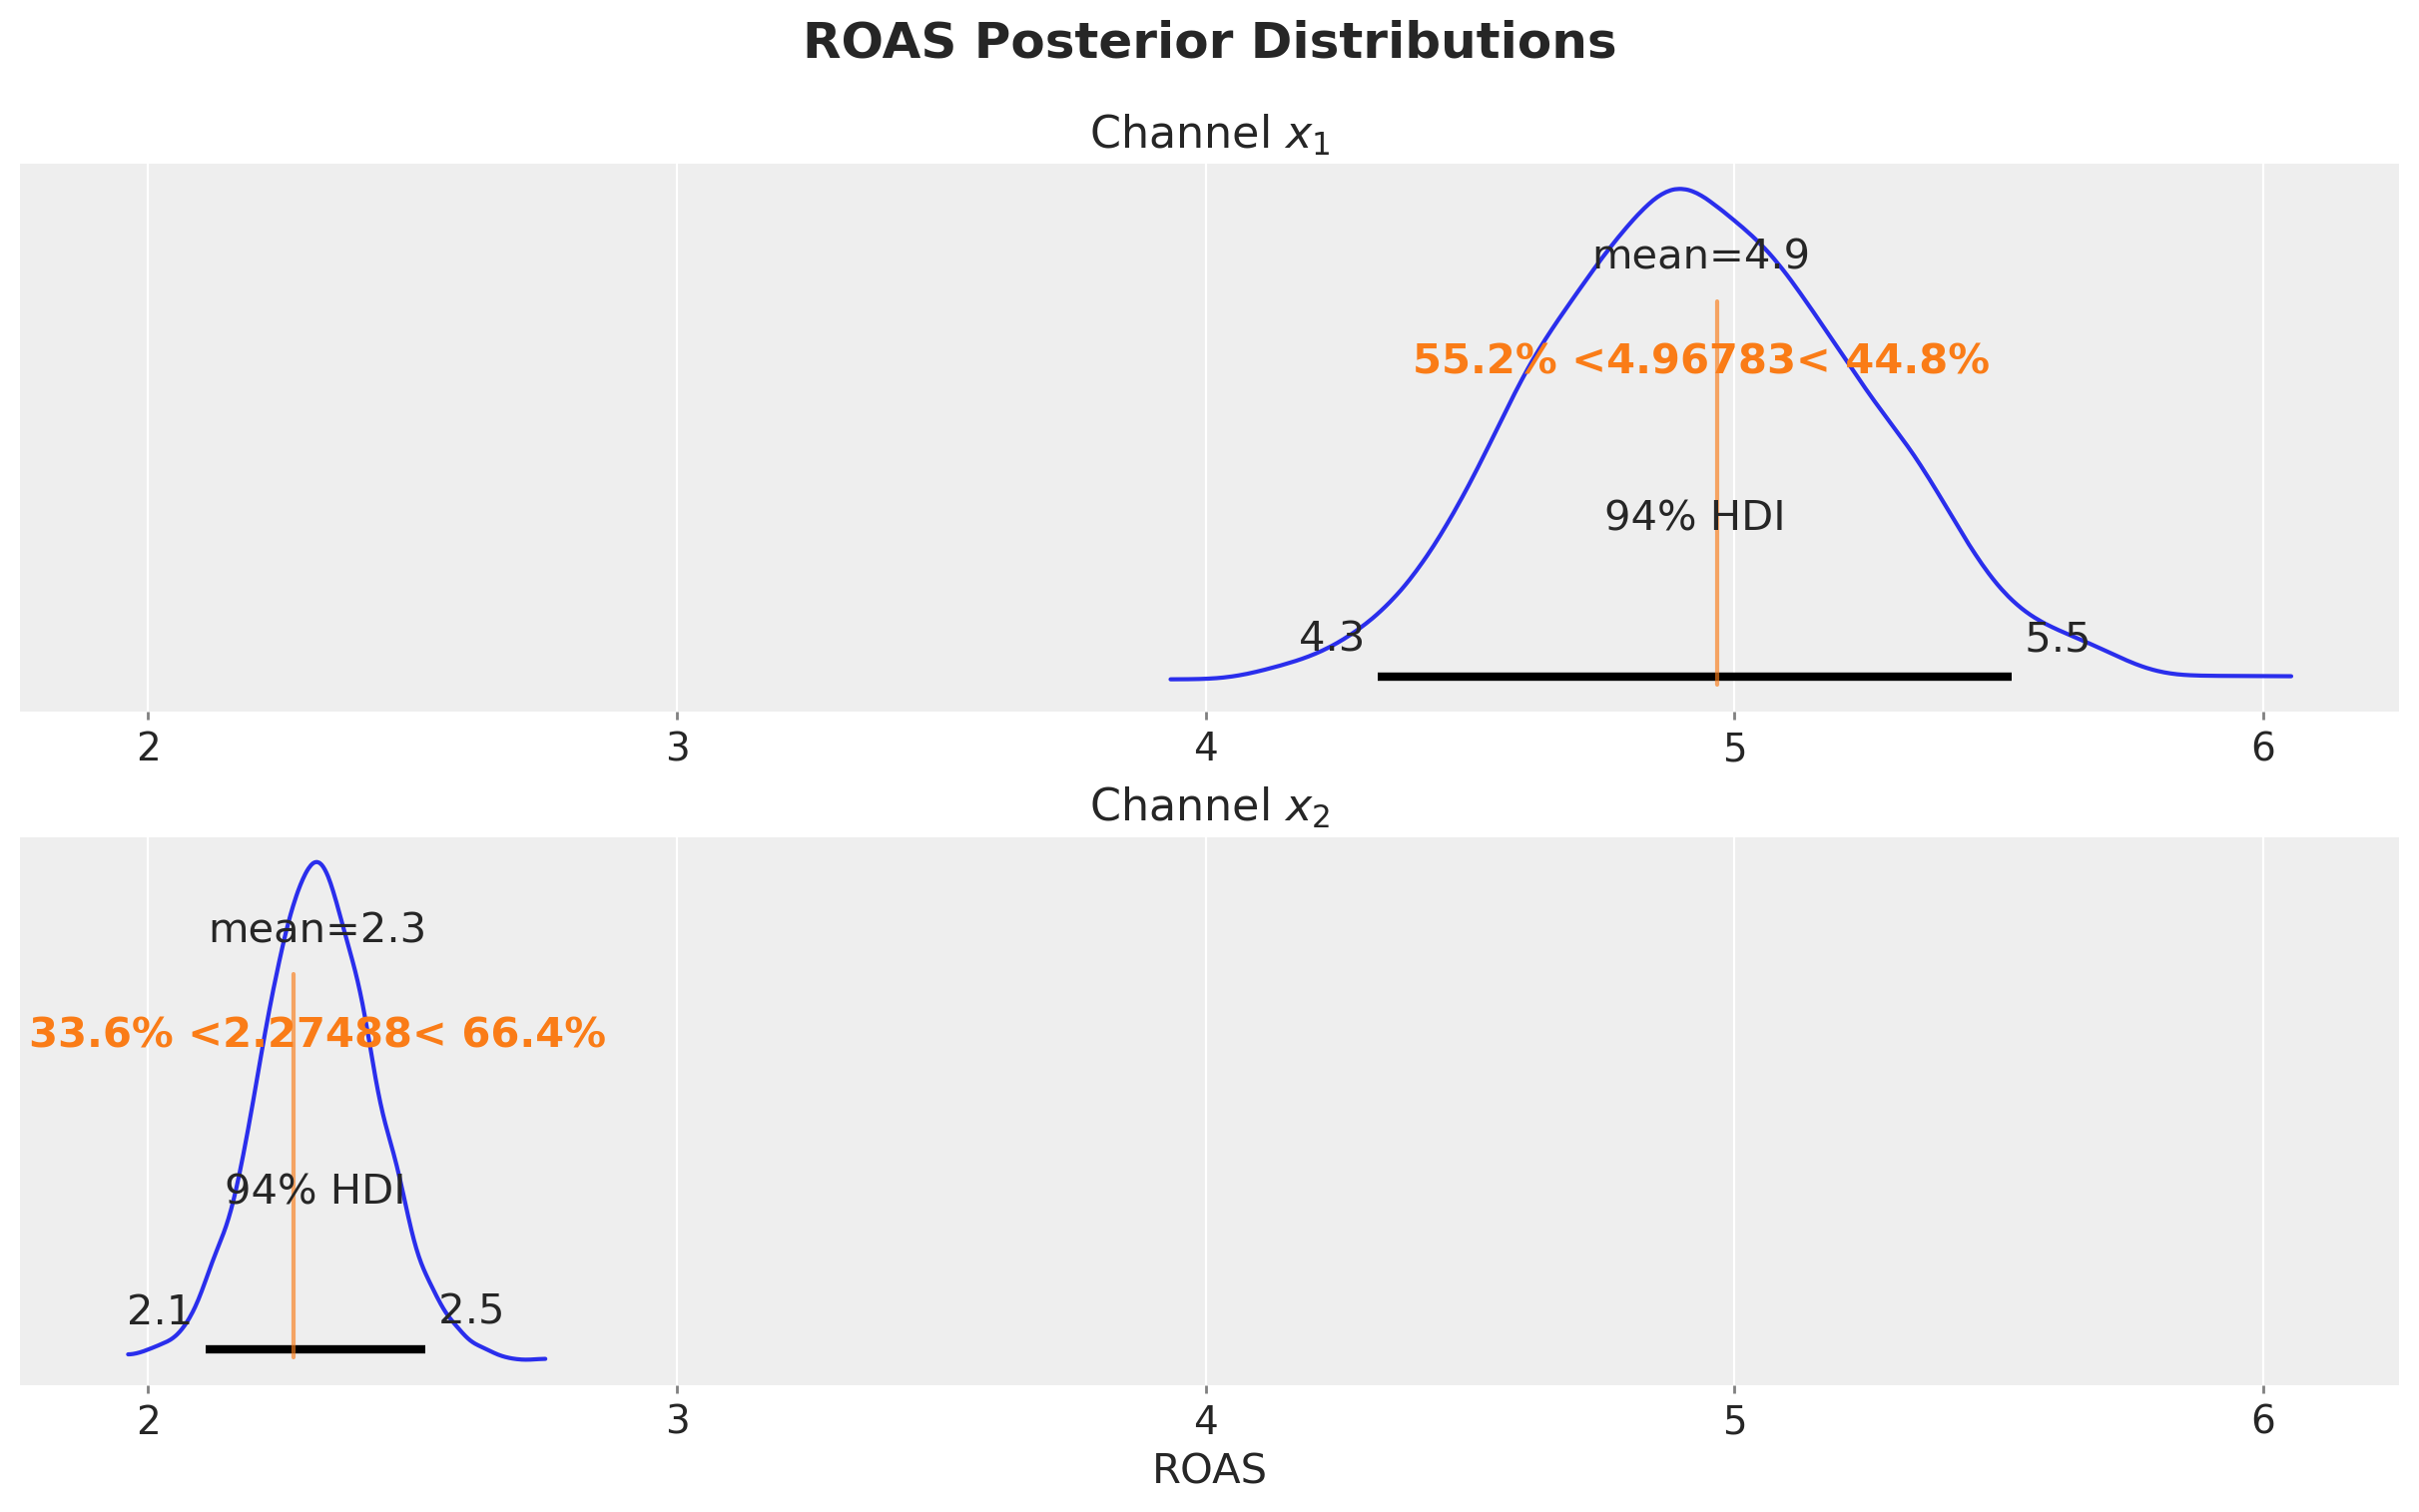 ROAS Posterior Distributions
Channel x₁
mean=4.9
55.2% <4.96783< 44.8%
94% HDI
4.3 5.5
2 3 4 5 6
Channel x₂
mean=2.3
33.6% <2.27488< 66.4%
94% HDI
2.1 2.5
2 3 4 5 6
ROAS